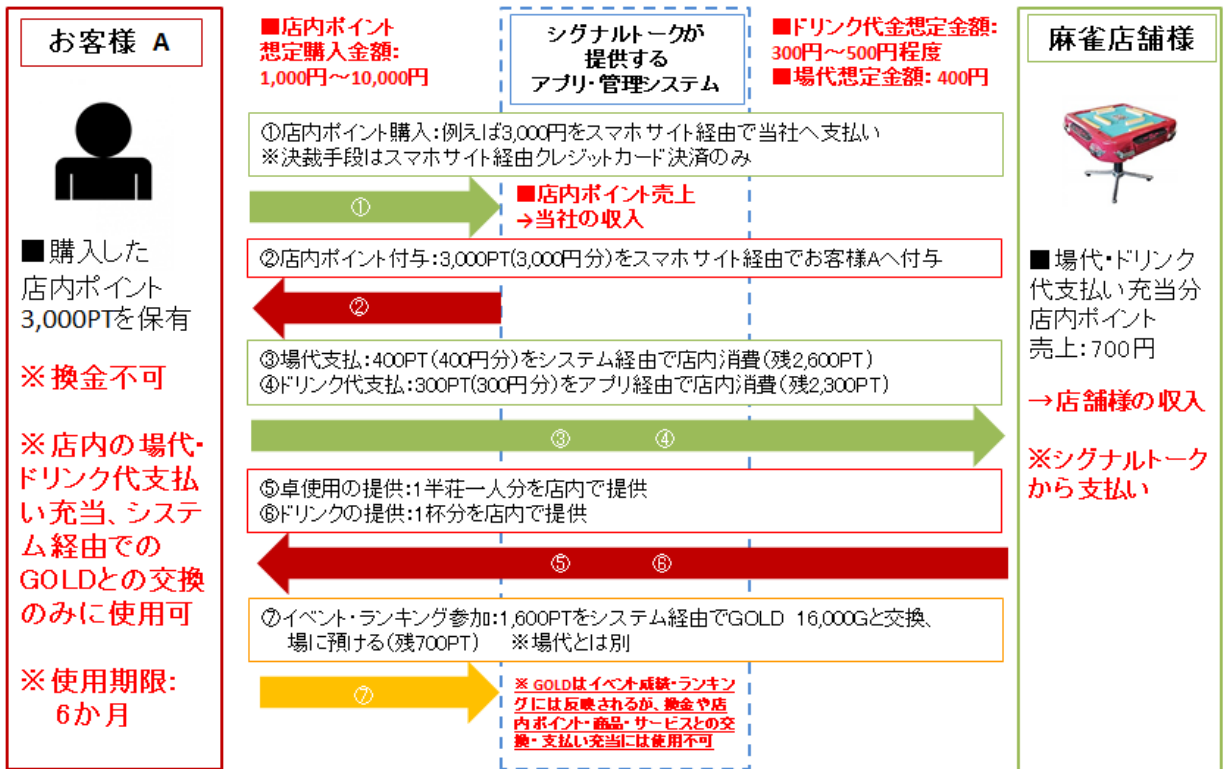 お客様 A
■購入した
店内ポイント
3,000PTを保有
※換金不可
※店内の場代・
ドリンク代支払
い充当、システ
ム経由での
GOLDとの交換
のみに使用可
※使用期限:
6か月
■店内ポイント
想定購入金額:
1,000円～10,000円
シグナルトークが
提供する
アプリ・管理システム
■ドリンク代金想定金額:
300円～500円程度
■場代想定金額: 400円
①店内ポイント購入:例えば3,000円をスマホサイト経由で当社へ支払い
※決裁手段はスマホサイト経由クレジットカード決済のみ
①
■店内ポイント売上
→当社の収入
②店内ポイント付与:3,000PT(3,000円分)をスマホサイト経由でお客様Aへ付与
②
③場代支払:400PT(400円分)をシステム経由で店内消費(残2,600PT)
④ドリンク代支払:300PT(300円分)をアプリ経由で店内消費(残2,300PT)
③ ④
⑤卓使用の提供:1半荘一人分を店内で提供
⑥ドリンクの提供:1杯分を店内で提供
⑤ ⑥
⑦イベント・ランキング参加:1,600PTをシステム経由でGOLD 16,000Gと交換、
場に預ける(残700PT) ※場代とは別
⑦
※ GOLDはイベント成績・ランキン
グには反映されるが、換金や店
内ポイント・商品・サービスとの交
換・支払い充当には使用不可
麻雀店舗様
■場代・ドリンク
代支払い充当分
店内ポイント
売上:700円
→店舗様の収入
※シグナルトーク
から支払い